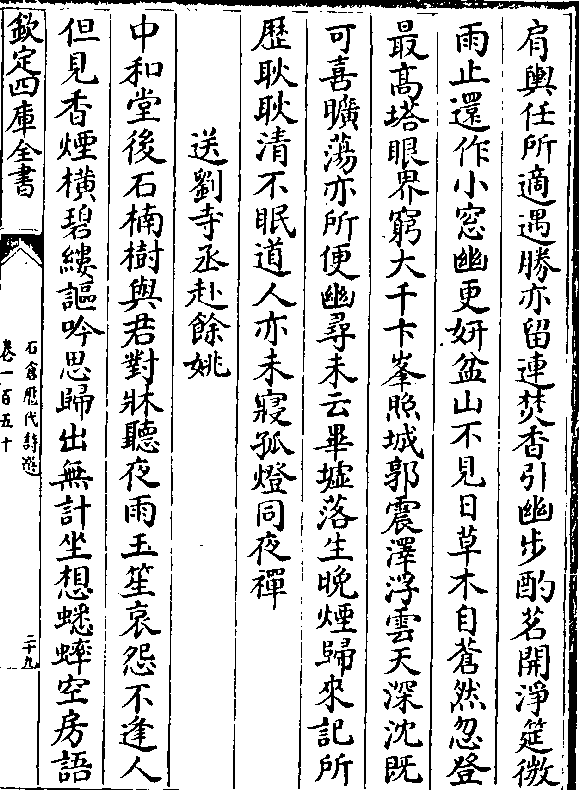 肩輿任所適遇勝亦留連焚香引幽步酌茗開淨筵微
雨止還作小窓幽更妍盆山不見日草木自蒼然忽登
最髙塔眼界窮大千卞峯照城郭震澤浮雲天深沈既
可喜曠蕩亦所便幽尋未云畢墟落生晚煙歸來記所
歴耿耿清不眠道人亦未寢孤燈同夜禪
送劉寺丞赴餘姚
中和堂後石楠樹與君對牀聽夜雨玉笙哀怨不逢人
但見香煙橫碧縷謳吟思歸出無計坐想蟋蟀空房語
欽定四庫全書
石倉歴代詩選
卷一百五十
二十九